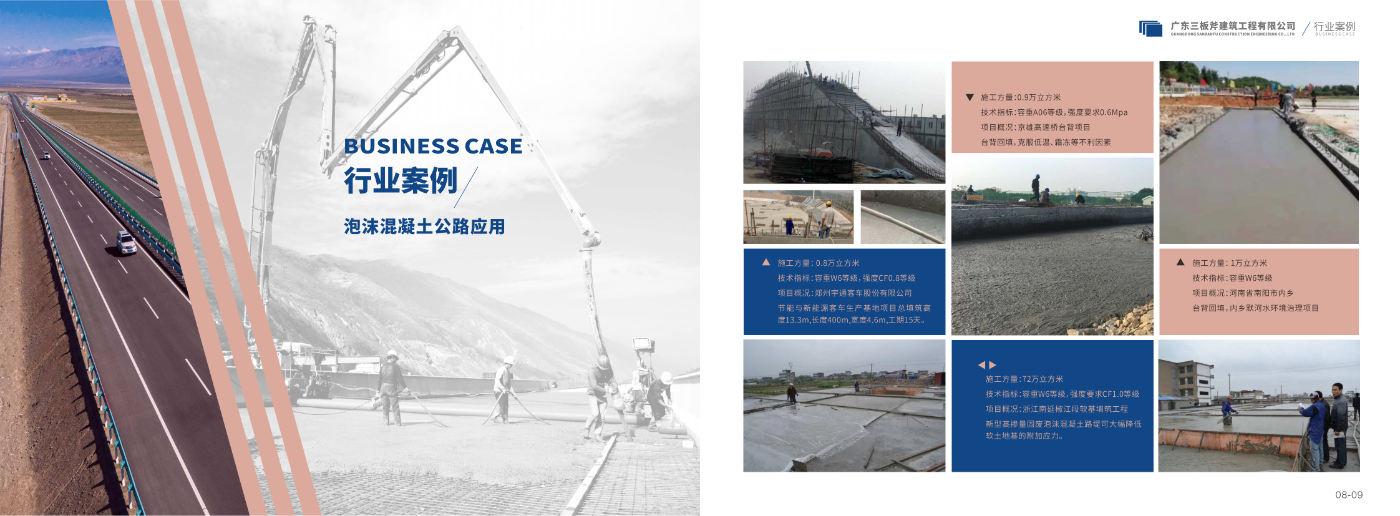 BUSINESS CASE
行业案例
泡沫混凝土公路应用
广东三板斧建筑工程有限公司
GUANGDONG SANBANFU CONSTRUCTION ENGINEERING CO.,LTD
行业案例
BUSINESS CASE
▼ 施工方量:0.9万立方米
技术指标:容重A06等级,强度要求0.6Mpa
项目概况:京雄高速桥台背项目
台背回填,克服低温、霜冻等不利因素
▲ 施工方量: 0.8万立方米
技术指标:容重W6等级,强度CF0.8等级
项目概况:郑州宇通客车股份有限公司
节能与新能源客车生产基地项目总填筑高
度13.3m,长度400m,宽度4.6m,工期15天。
▲ 施工方量: 1万立方米
技术指标:容重W6等级
项目概况:河南省南阳市内乡
台背回填,内乡默河水环境治理项目
◀ ▶
施工方量:72万立方米
技术指标:容重W6等级,强度要求CF1.0等级
项目概况:浙江南延椒江段软基填筑工程
新型高掺量固废泡沫混凝土路堤可大幅降低
软土地基的附加应力。
08-09